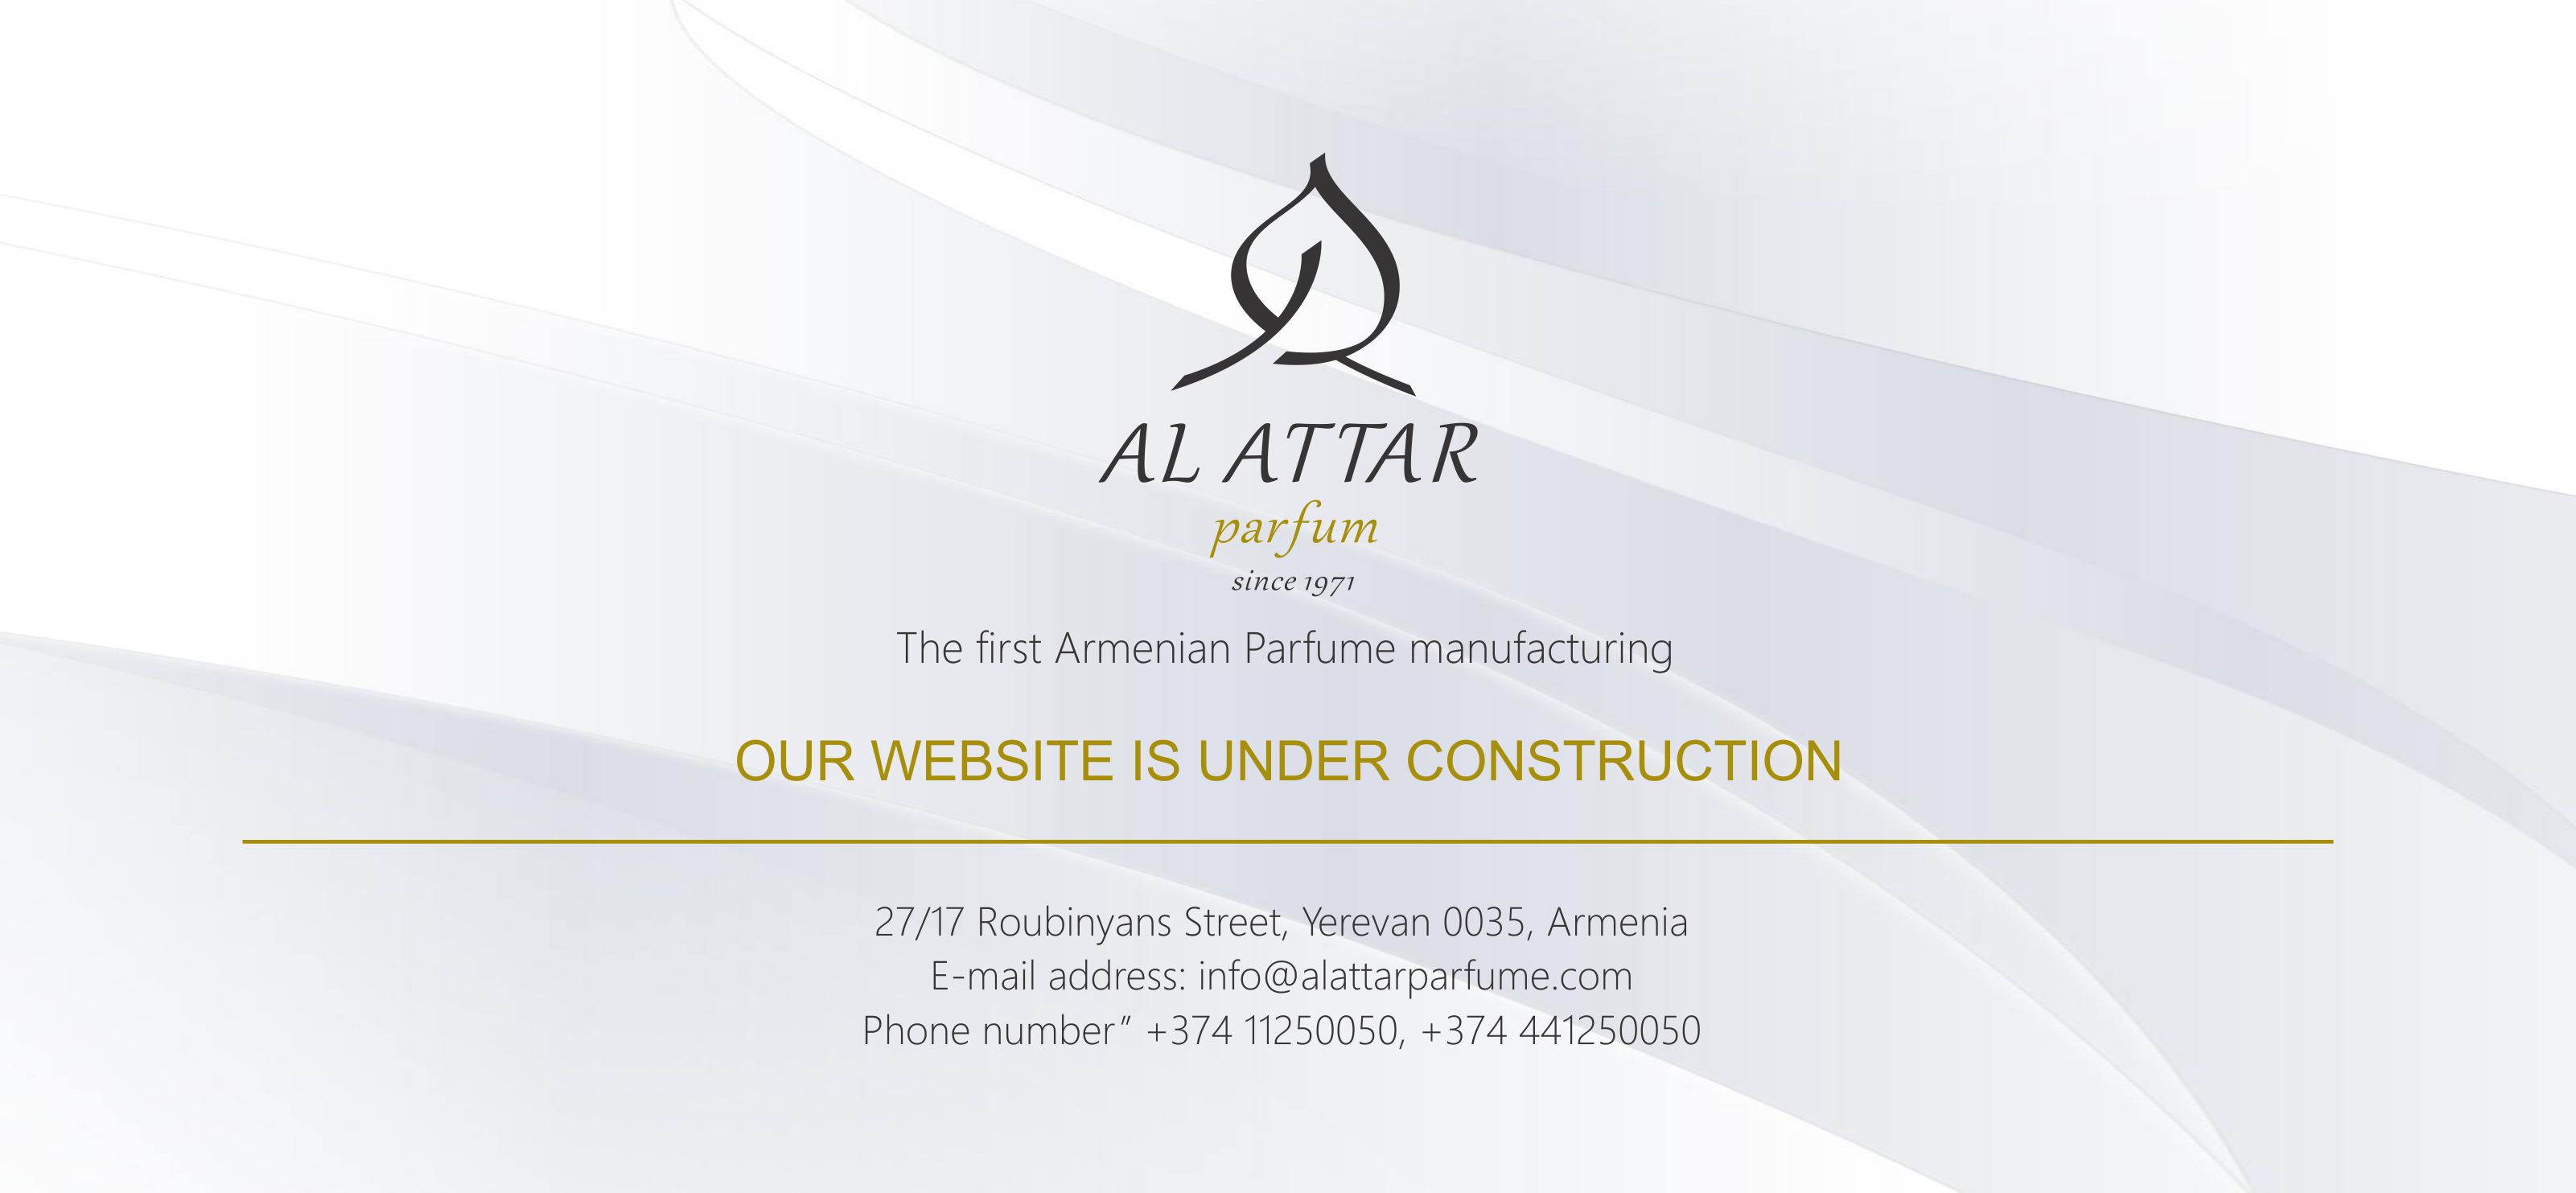 AL ATTAR
parfum
since 1971
The first Armenian Parfume manufacturing
OUR WEBSITE IS UNDER CONSTRUCTION
27/17 Roubinyans Street, Yerevan 0035, Armenia
E-mail address: info@alattarparfume.com
Phone number” +374 11250050, +374 441250050